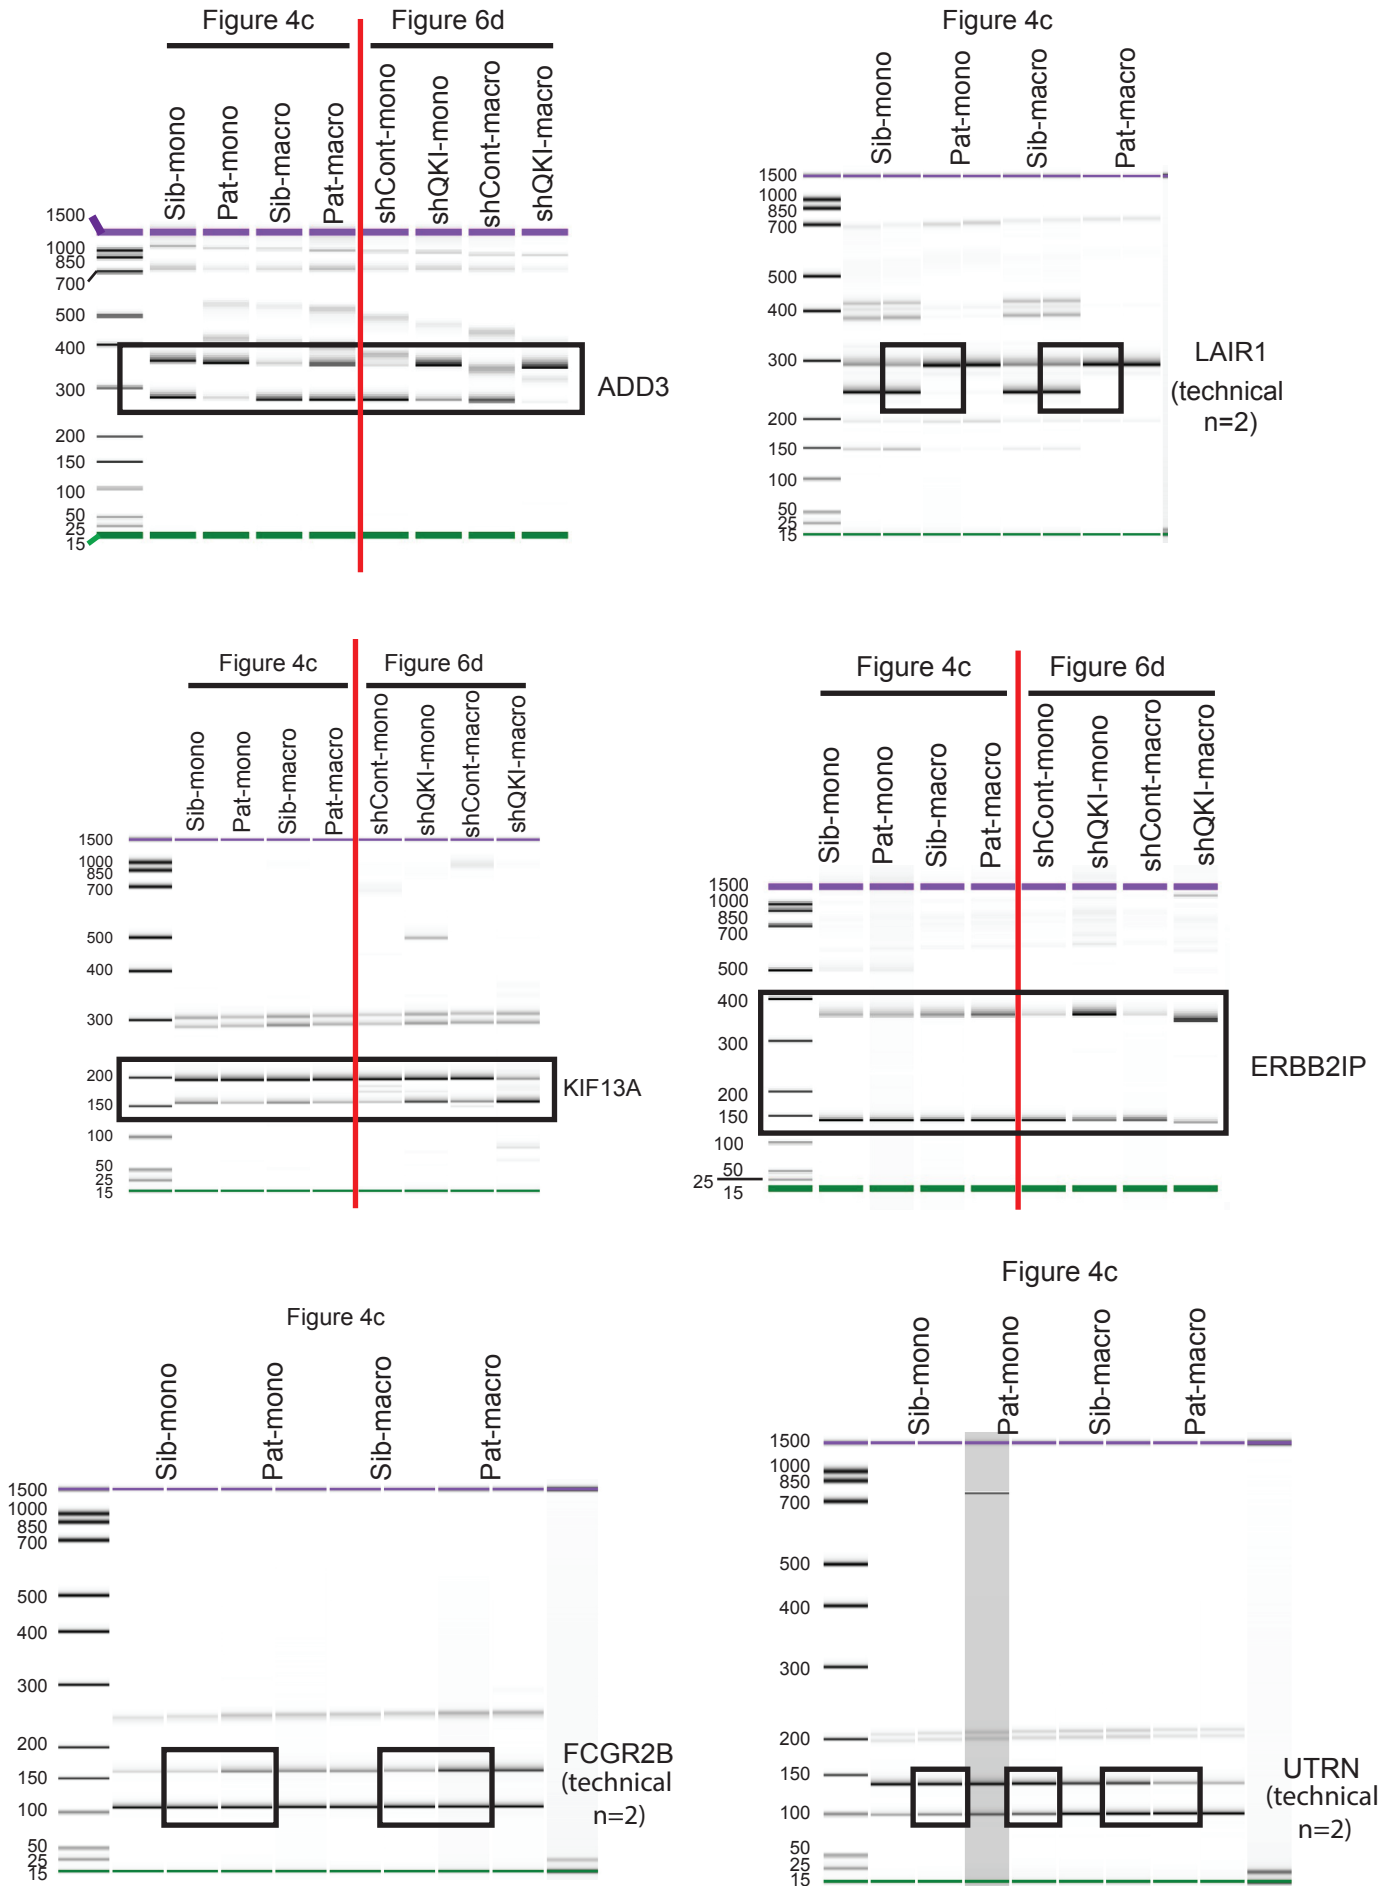 Figure 4c
Figure 6d
Sib-mono
Pat-mono
Sib-macro
Pat-macro
shCont-mono
shQKI-mono
shCont-macro
shQKI-macro
1500
1000
850
700
500
400
300
200
150
100
50
25
15
ADD3
Figure 4c
Sib-mono
Pat-mono
Sib-macro
Pat-macro
1500
1000
850
700
500
400
300
200
150
100
50
25
15
LAIR1
(technical
n=2)
Figure 4c
Figure 6d
Sib-mono
Pat-mono
Sib-macro
Pat-macro
shCont-mono
shQKI-mono
shCont-macro
shQKI-macro
1500
1000
850
700
500
400
300
200
150
100
50
25
15
KIF13A
Figure 4c
Figure 6d
Sib-mono
Pat-mono
Sib-macro
Pat-macro
shCont-mono
shQKI-mono
shCont-macro
shQKI-macro
1500
1000
850
700
500
400
300
200
150
100
50
25
15
ERBB2IP
Figure 4c
Sib-mono
Pat-mono
Sib-macro
Pat-macro
1500
1000
850
700
500
400
300
200
150
100
50
25
15
FCGR2B
(technical
n=2)
Figure 4c
Sib-mono
Pat-mono
Sib-macro
Pat-macro
1500
1000
850
700
500
400
300
200
150
100
50
25
15
UTRN
(technical
n=2)